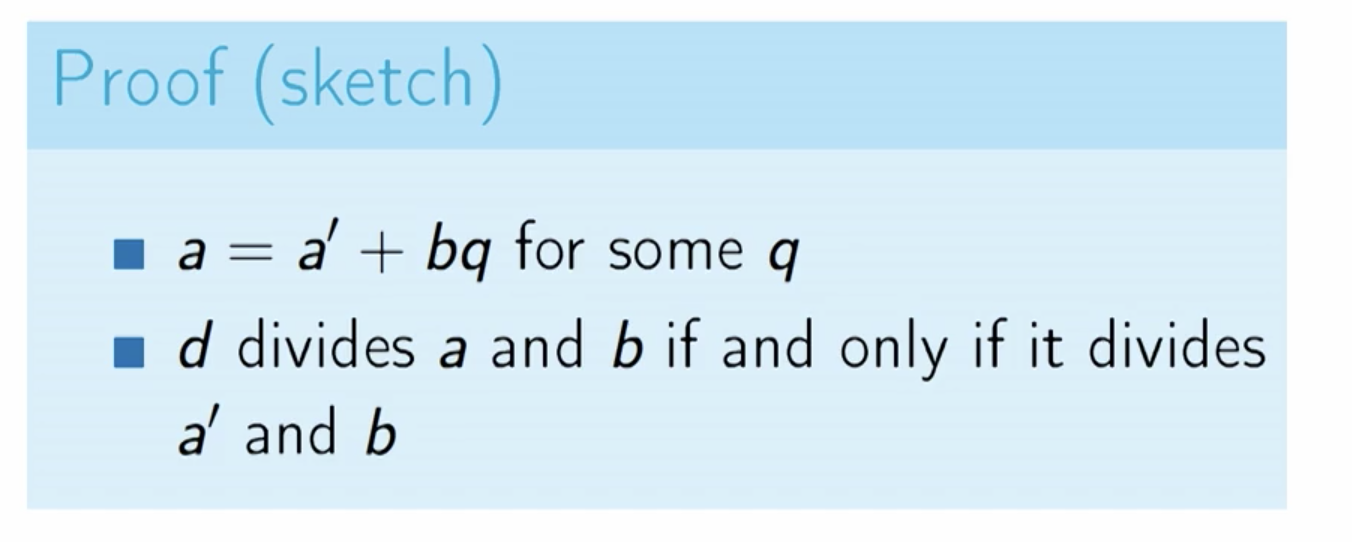 Proof (sketch)
a = a′ + bq for some q
d divides a and b if and only if it divides
a′ and b